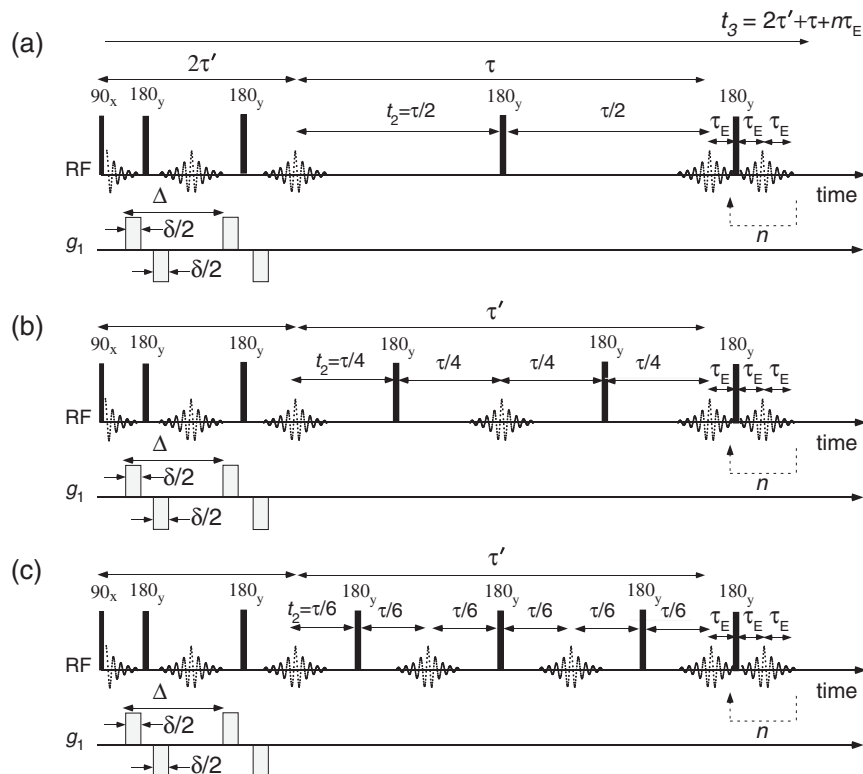 (a)
t3 = 2τ′+τ+nτE
2τ′
τ
90x 180y 180y 180y 180y
t2=τ/2 τ/2 τE τE τE
RF
time
Δ
δ/2
n
g1
δ/2
(b)
τ′
90x 180y 180y 180y 180y 180y
t2=τ/4 τ/4 τ/4 τ/4 τE τE τE
RF
time
Δ
δ/2
n
g1
δ/2
(c)
τ′
90x 180y 180y 180y 180y 180y 180y
t2=τ/6 τ/6 τ/6 τ/6 τ/6 τ/6 τE τE τE
RF
time
Δ
δ/2
n
g1
δ/2